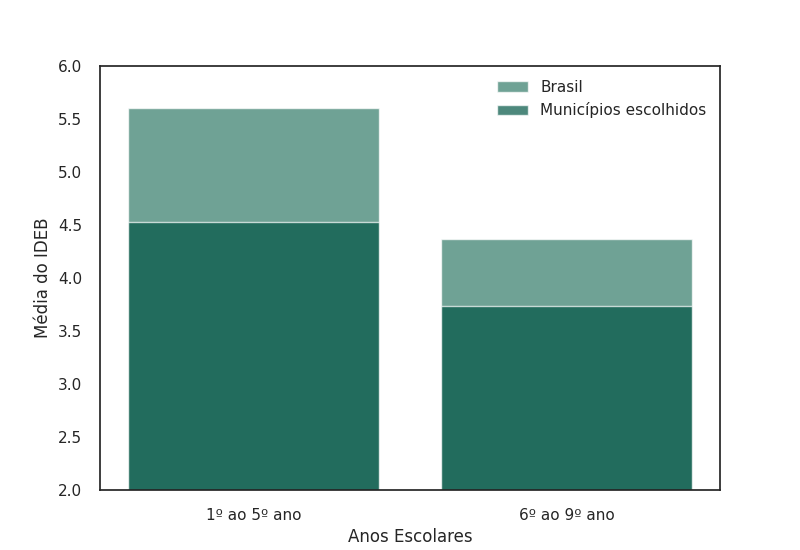 6.0
5.5
5.0
4.5
4.0
3.5
3.0
2.5
2.0
Média do IDEB
Brasil
Municípios escolhidos
1º ao 5º ano
6º ao 9º ano
Anos Escolares